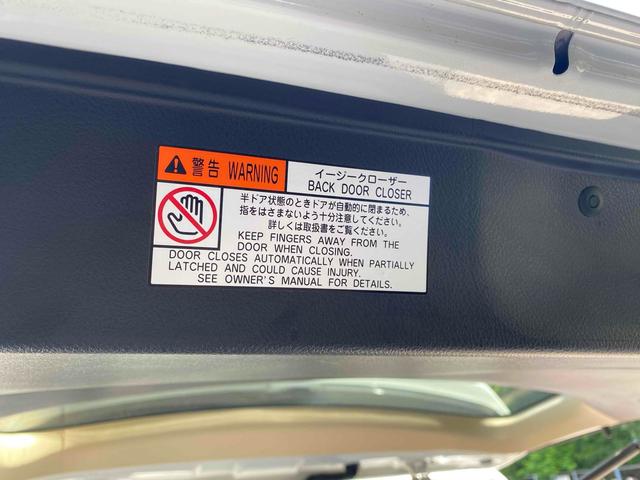 警告 WARNING
イージークローザー
BACK DOOR CLOSER
半ドア状態のときドアが自動的に閉まるため、
指をはさまないよう十分注意してください。
詳しくは取扱書をご覧ください。
KEEP FINGERS AWAY FROM THE
DOOR WHEN CLOSING.
DOOR CLOSES AUTOMATICALLY WHEN PARTIALLY
LATCHED AND COULD CAUSE INJURY.
SEE OWNER'S MANUAL FOR DETAILS.